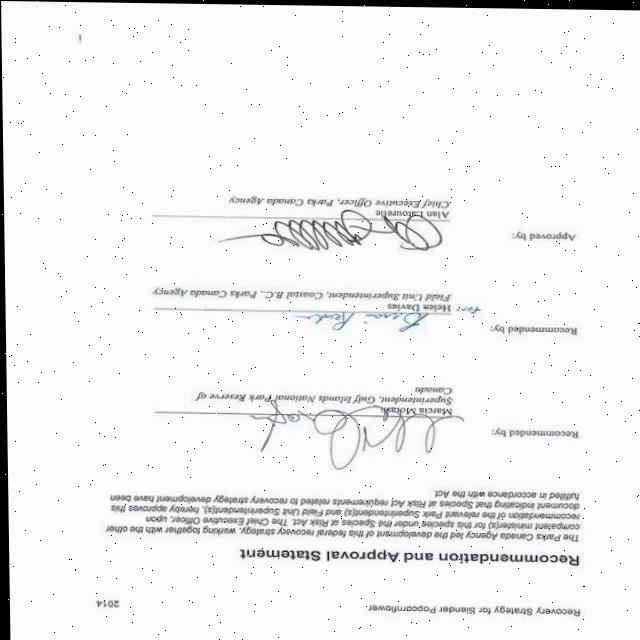 Recovery Strategy for Slender Popcornflower 2014
Recommendation and Approval Statement
The Parks Canada Agency led the development of this federal recovery strategy, working together with the other
competent minister(s) for this species under the Species at Risk Act. The Chief Executive Officer, upon
recommendation of the relevant Park Superintendent(s) and Field Unit Superintendent(s), hereby approves this
document indicating that Species at Risk Act requirements related to recovery strategy development have been
fulfilled in accordance with the Act.
Recommended by:
Marcia Morash
Superintendent, Gulf Islands National Park Reserve of
Canada
Recommended by:
for: Helen Davies
Field Unit Superintendent, Coastal B.C., Parks Canada Agency
Approved by:
Alan Latourelle
Chief Executive Officer, Parks Canada Agency
i